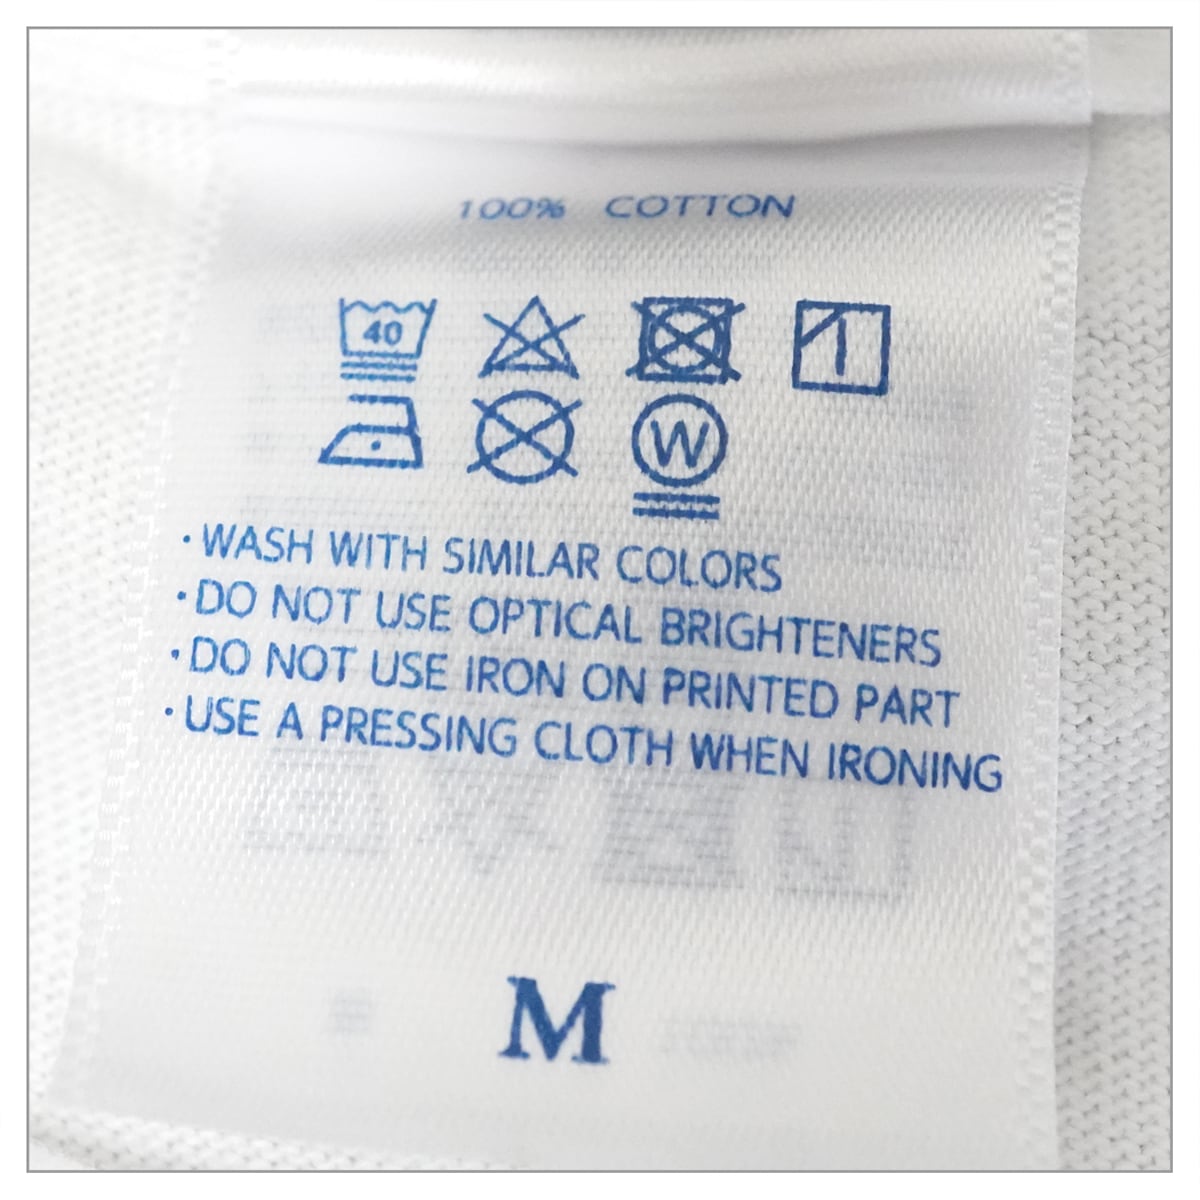 100% COTTON
40
W
· WASH WITH SIMILAR COLORS
· DO NOT USE OPTICAL BRIGHTENERS
· DO NOT USE IRON ON PRINTED PART
· USE A PRESSING CLOTH WHEN IRONING
M